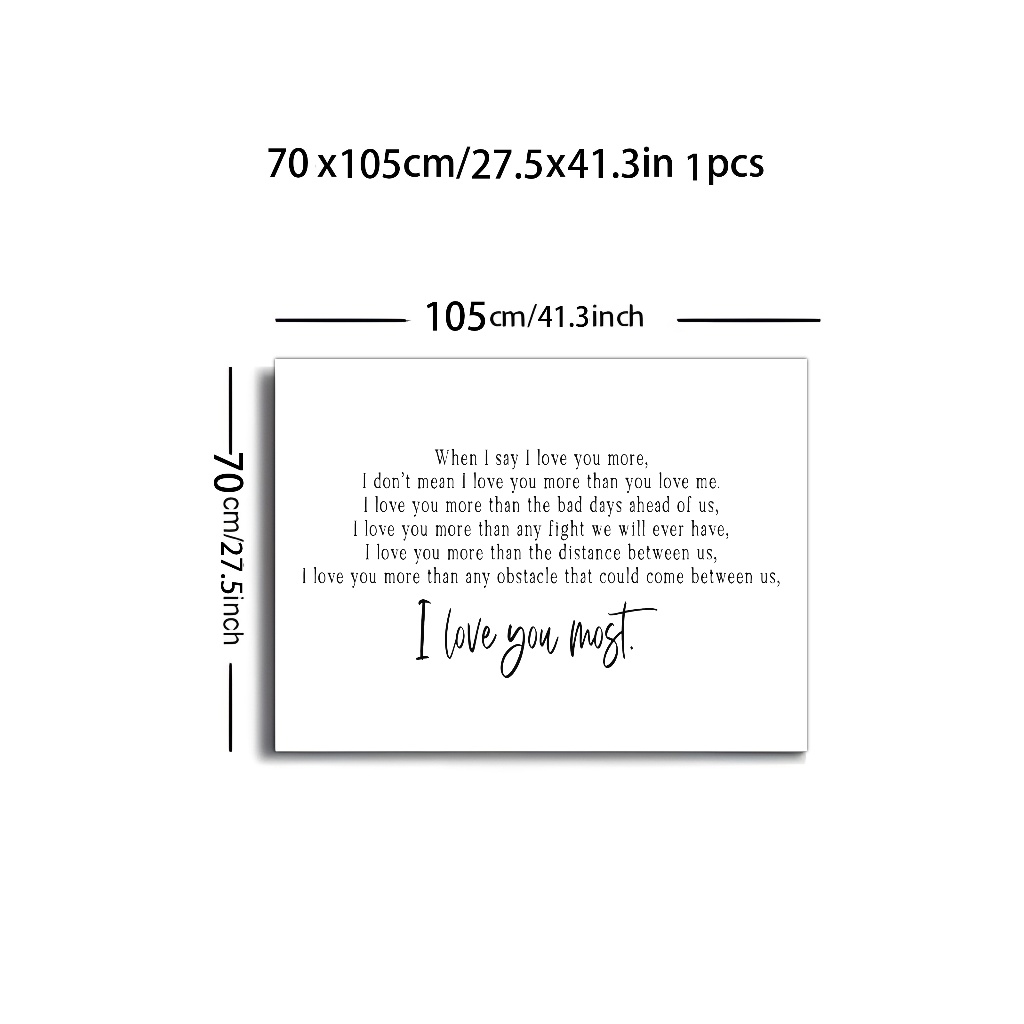 70 x105cm/27.5x41.3in 1pcs
105cm/41.3inch
70cm/27.5inch
When I say I love you more,
I don't mean I love you more than you love me.
I love you more than the bad days ahead of us,
I love you more than any fight we will ever have,
I love you more than the distance between us,
I love you more than any obstacle that could come between us,
I love you most.